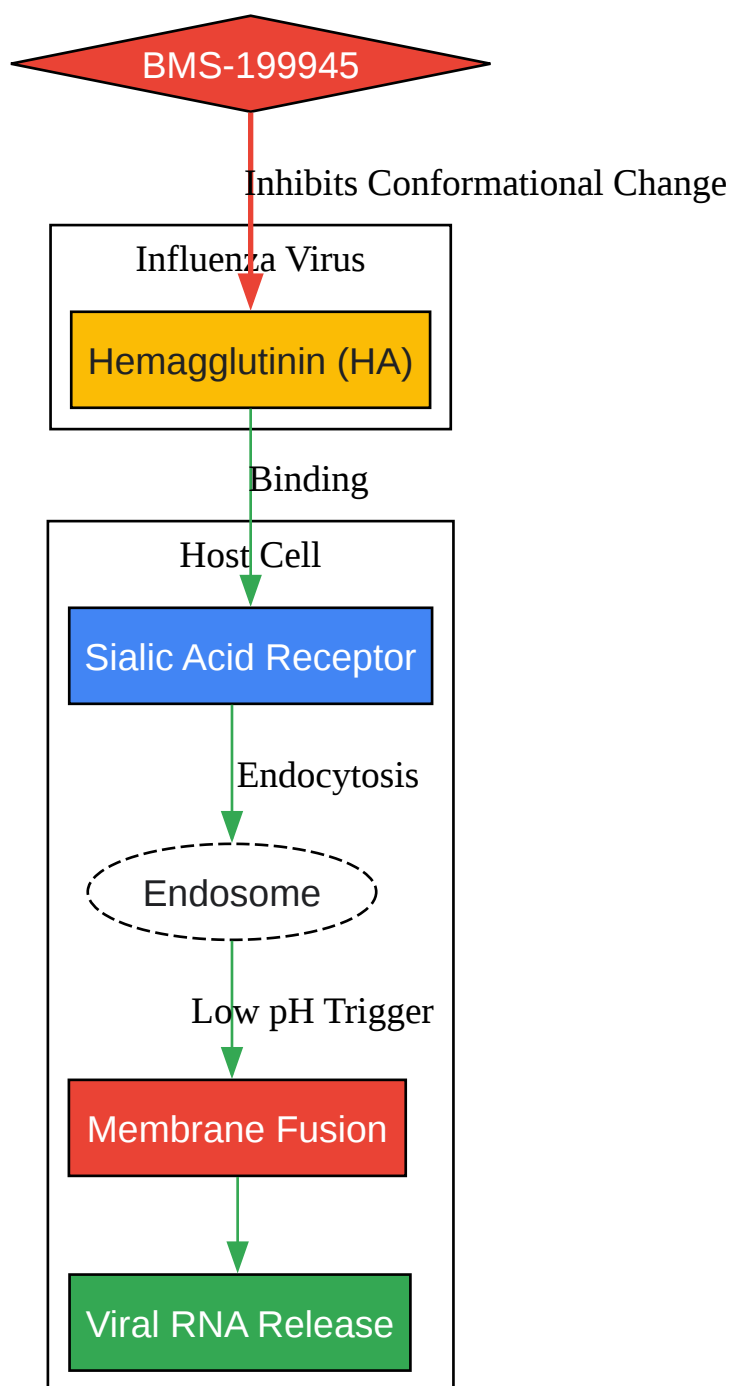 BMS-199945
Inhibits Conformational Change
Influenza Virus
Hemagglutinin (HA)
Binding
Host Cell
Sialic Acid Receptor
Endocytosis
Endosome
Low pH Trigger
Membrane Fusion
Viral RNA Release